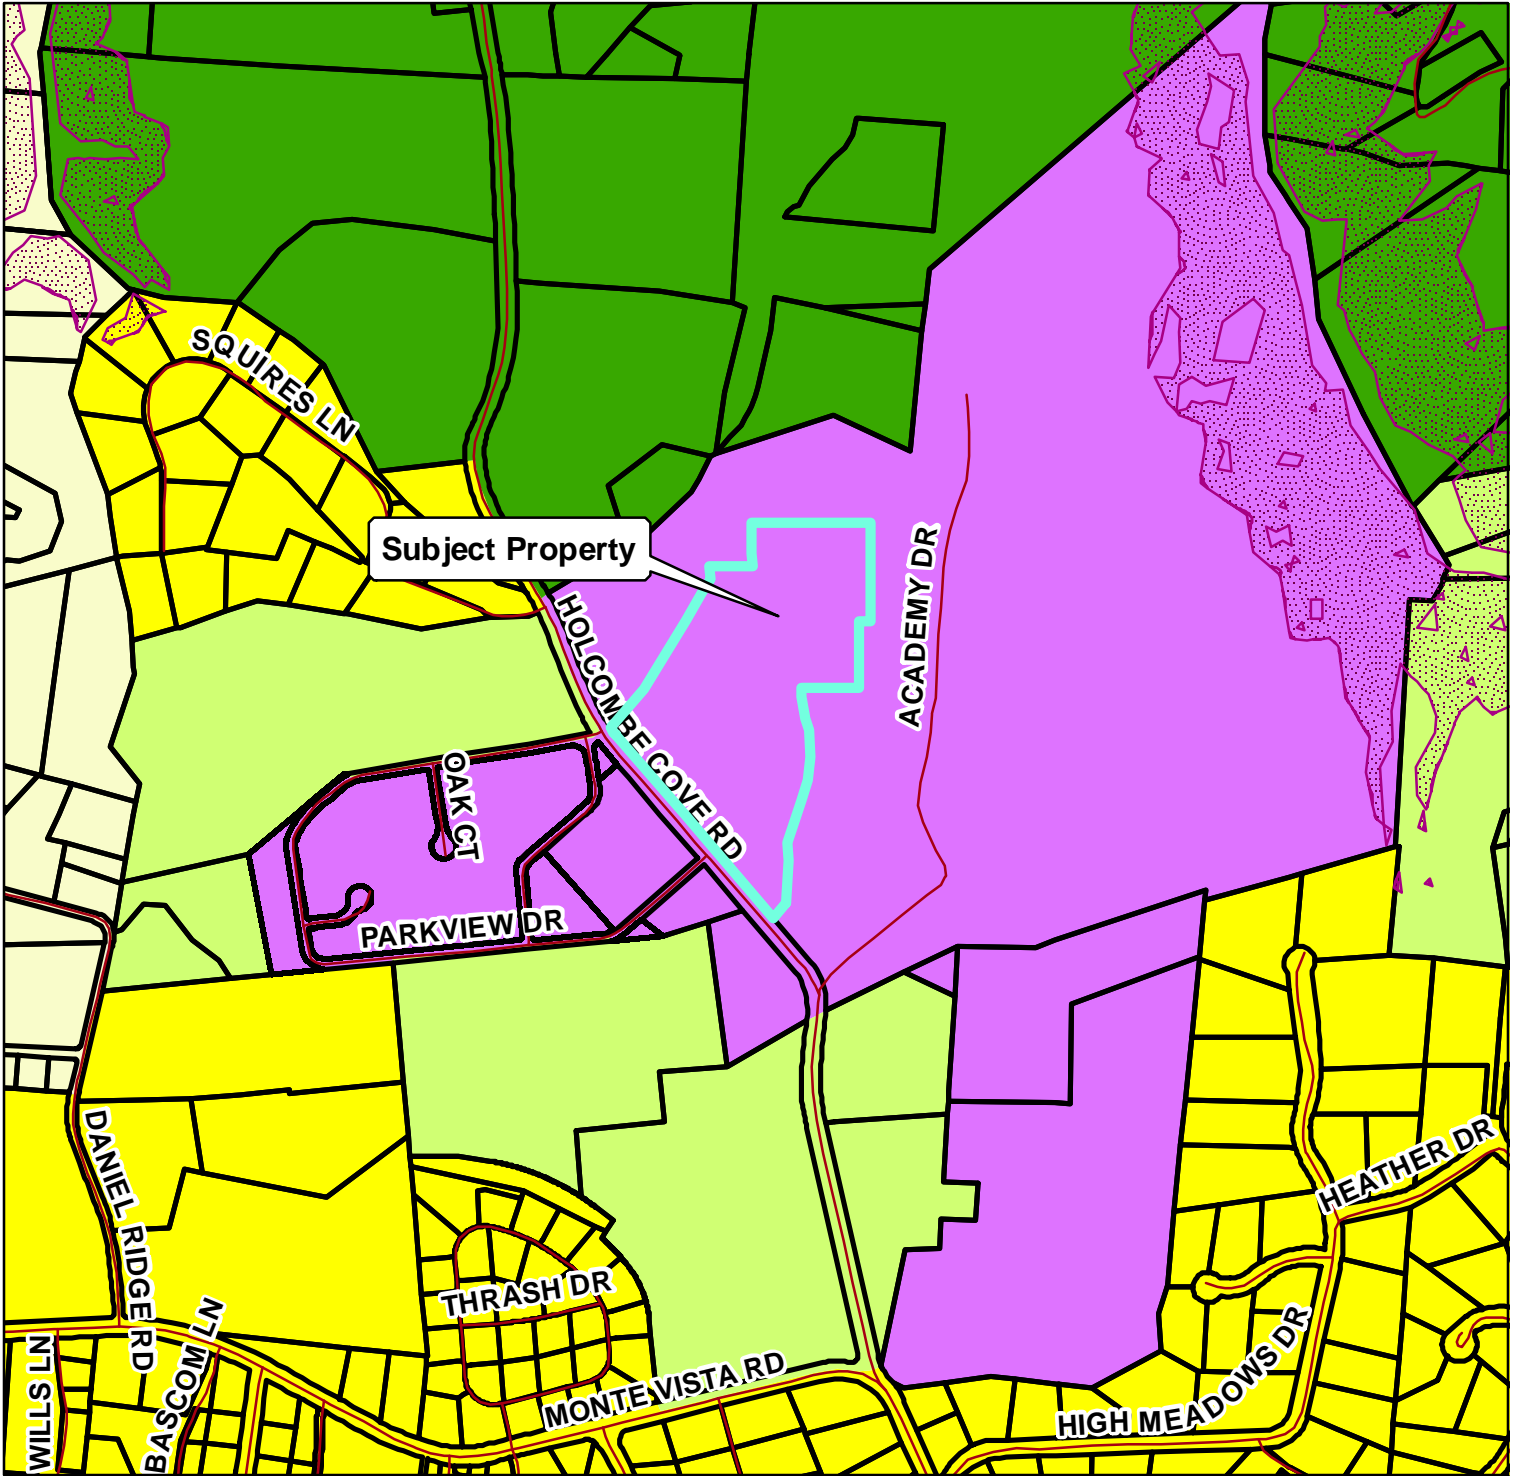 SQUIRES LN
Subject Property
HOLCOMBE COVE RD
ACADEMY DR
OAK CT
PARKVIEW DR
DANIEL RIDGE RD
HEATHER DR
THRASH DR
MONTE VISTA RD
HIGH MEADOWS DR
WILLS LN
BASCOM LN